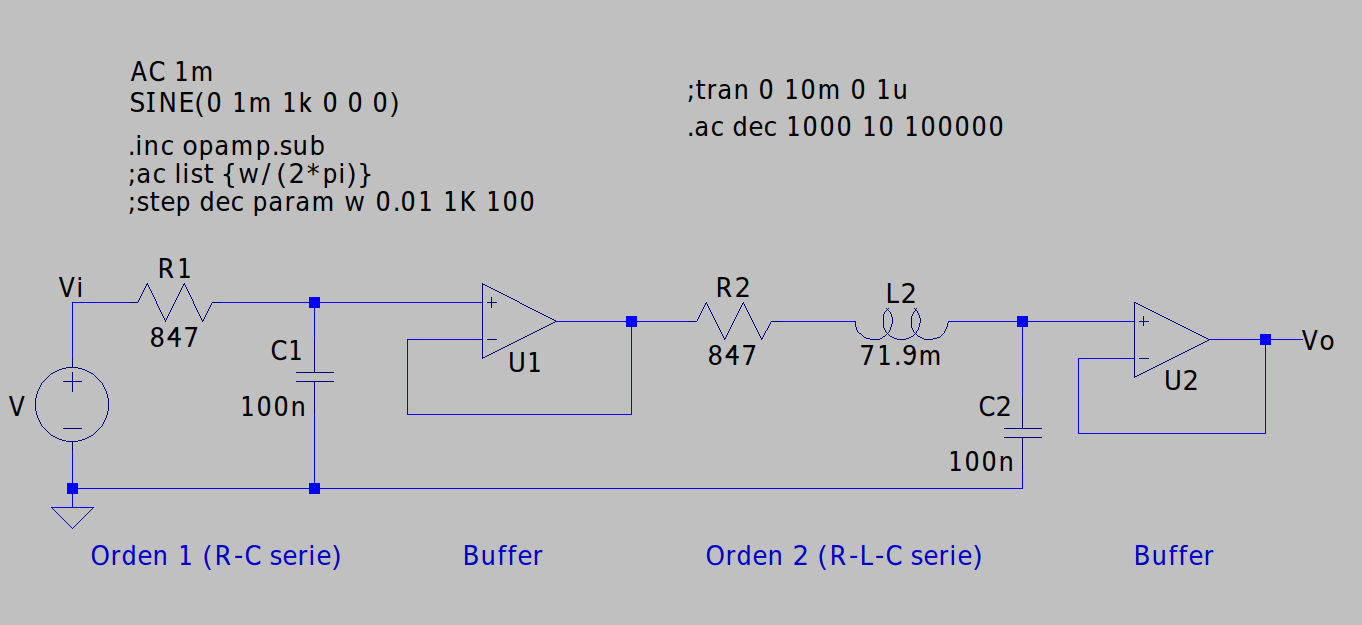 AC 1m
SINE(0 1m 1k 0 0 0)
.inc opamp.sub
;ac list {w/(2*pi)}
;step dec param w 0.01 1K 100
;tran 0 10m 0 1u
.ac dec 1000 10 100000
Vi
R1
847
C1
100n
V
U1
R2
847
L2
71.9m
C2
100n
U2
Vo
Orden 1 (R-C serie)
Buffer
Orden 2 (R-L-C serie)
Buffer